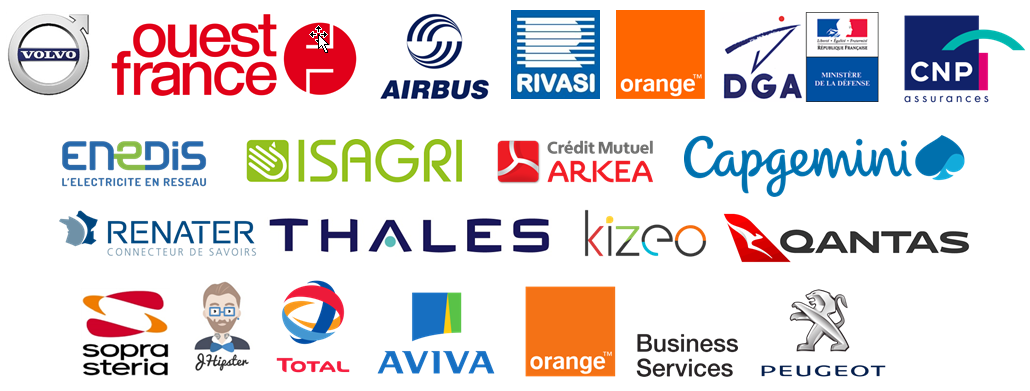 VOLVO
ouest
france
AIRBUS
RIVASI
orange™
DGA
Liberté • Égalité • Fraternité
RÉPUBLIQUE FRANÇAISE
MINISTÈRE
DE LA DÉFENSE
CNP
assurances
ENEDIS
L'ELECTRICITE EN RESEAU
ISAGRI
Crédit Mutuel
ARKEA
Capgemini
RENATER
CONNECTEUR DE SAVOIRS
THALES
kizeo
QANTAS
sopra
steria
JHipster
TOTAL
AVIVA
orange™
Business
Services
PEUGEOT